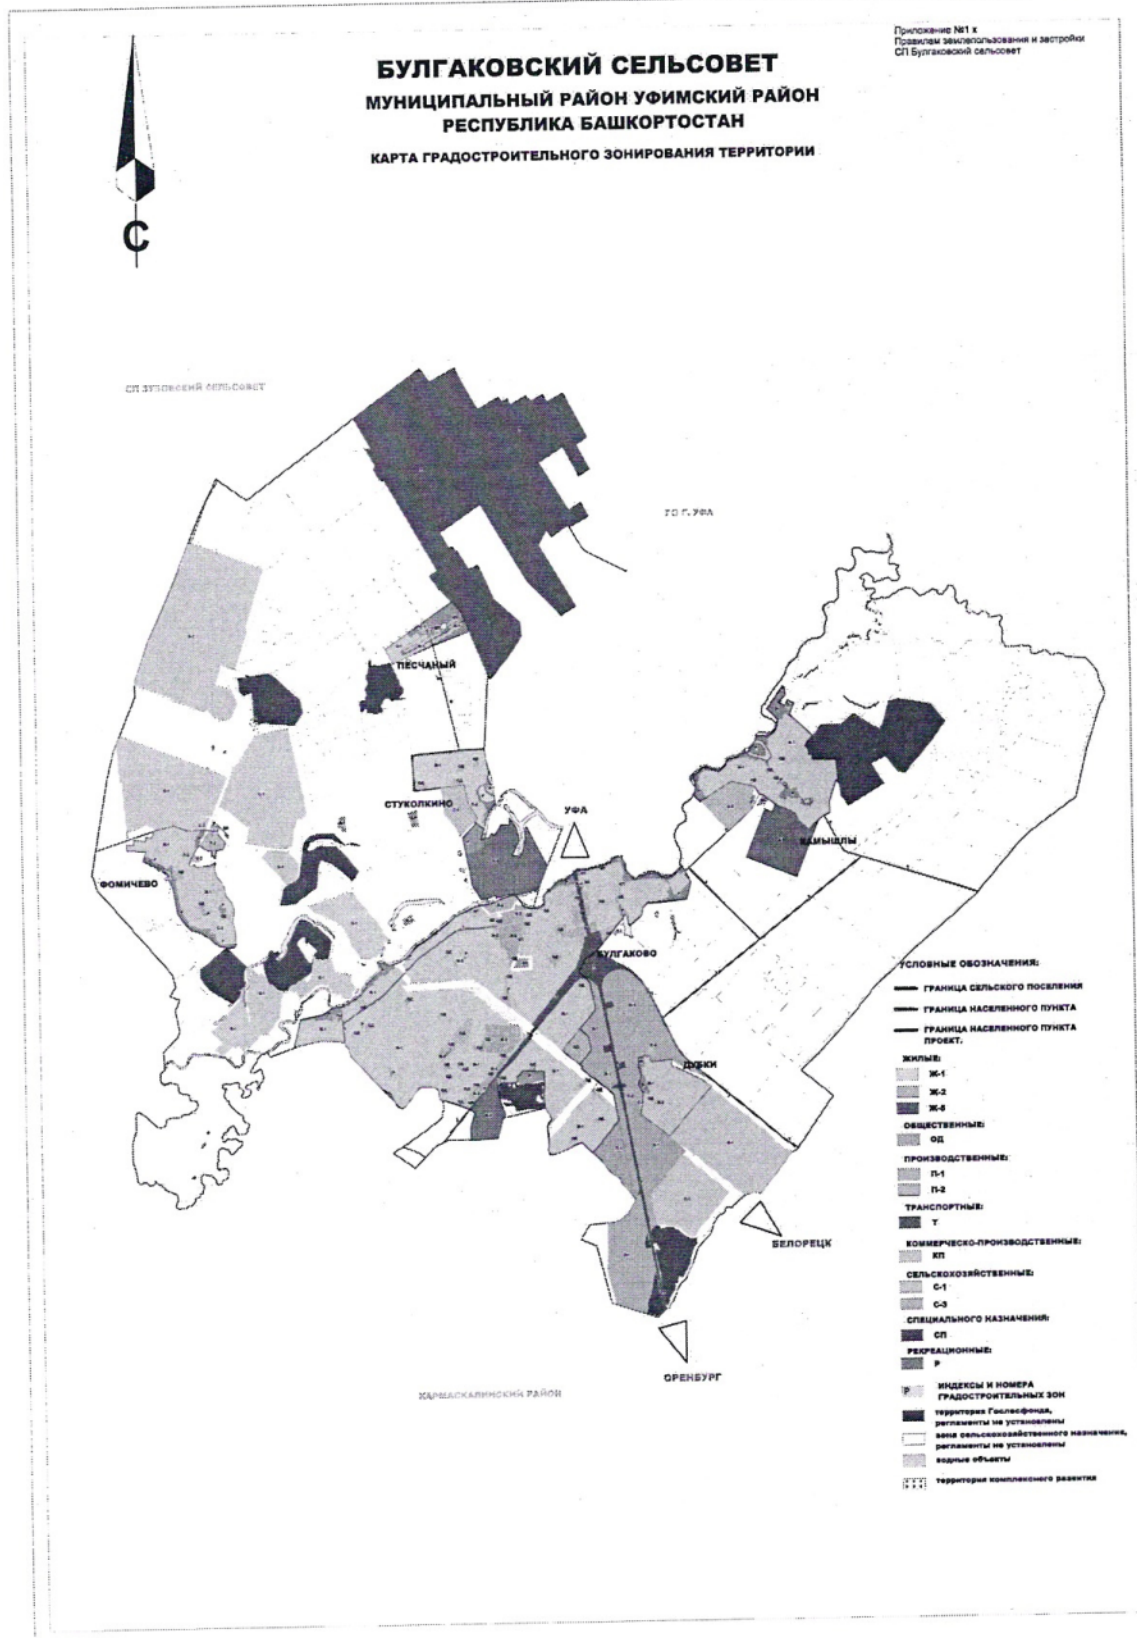 Приложение №1 к
Правилам землепользования и застройки
СП Булгаковский сельсовет
БУЛГАКОВСКИЙ СЕЛЬСОВЕТ
МУНИЦИПАЛЬНЫЙ РАЙОН УФИМСКИЙ РАЙОН
РЕСПУБЛИКА БАШКОРТОСТАН
КАРТА ГРАДОСТРОИТЕЛЬНОГО ЗОНИРОВАНИЯ ТЕРРИТОРИИ
С
СП ЗУБОВСКИЙ СЕЛЬСОВЕТ
ГО Г. УФА
ПЕСЧАНЫЙ
СТУКОЛКИНО
УФА
КАМЫШЛЫ
ФОМИЧЕВО
БУЛГАКОВО
ДУБКИ
БЕЛОРЕЦК
ОРЕНБУРГ
КАРМАСКАЛИНСКИЙ РАЙОН
УСЛОВНЫЕ ОБОЗНАЧЕНИЯ:
ГРАНИЦА СЕЛЬСКОГО ПОСЕЛЕНИЯ
ГРАНИЦА НАСЕЛЕННОГО ПУНКТА
ГРАНИЦА НАСЕЛЕННОГО ПУНКТА
ПРОЕКТ.
ЖИЛЫЕ:
Ж-1
Ж-2
ОБЩЕСТВЕННЫЕ:
ОД
ПРОИЗВОДСТВЕННЫЕ:
П-1
П-2
ТРАНСПОРТНЫЕ:
Т
КОММЕРЧЕСКО-ПРОИЗВОДСТВЕННЫЕ:
КП
СЕЛЬСКОХОЗЯЙСТВЕННЫЕ:
С-1
С-3
СПЕЦИАЛЬНОГО НАЗНАЧЕНИЯ:
СП
РЕКРЕАЦИОННЫЕ:
Р
Р
ИНДЕКСЫ И НОМЕРА
ГРАДОСТРОИТЕЛЬНЫХ ЗОН
территория Гослесфонда,
регламенты не установлены
зона сельскохозяйственного назначения,
регламенты не установлены
водные объекты
территория комплексного развития